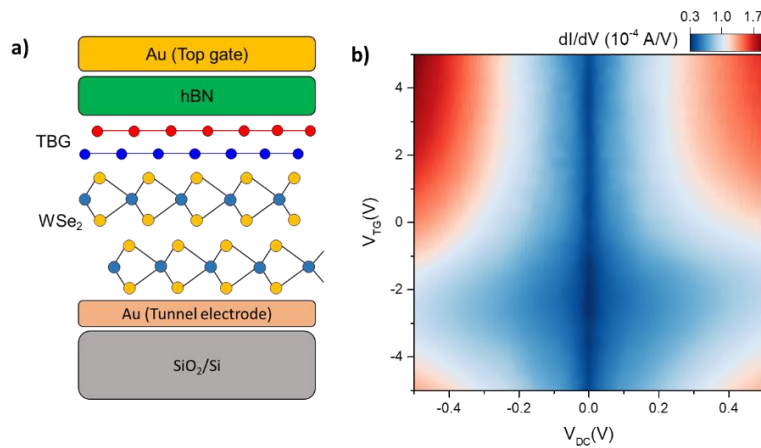 a)
Au (Top gate)
hBN
TBG
WSe2
Au (Tunnel electrode)
SiO2/Si
b)
dI/dV (10-4 A/V)
0.3 1.0 1.7
4
2
0
-2
-4
VTG(V)
-0.4 -0.2 0.0 0.2 0.4
VDC(V)